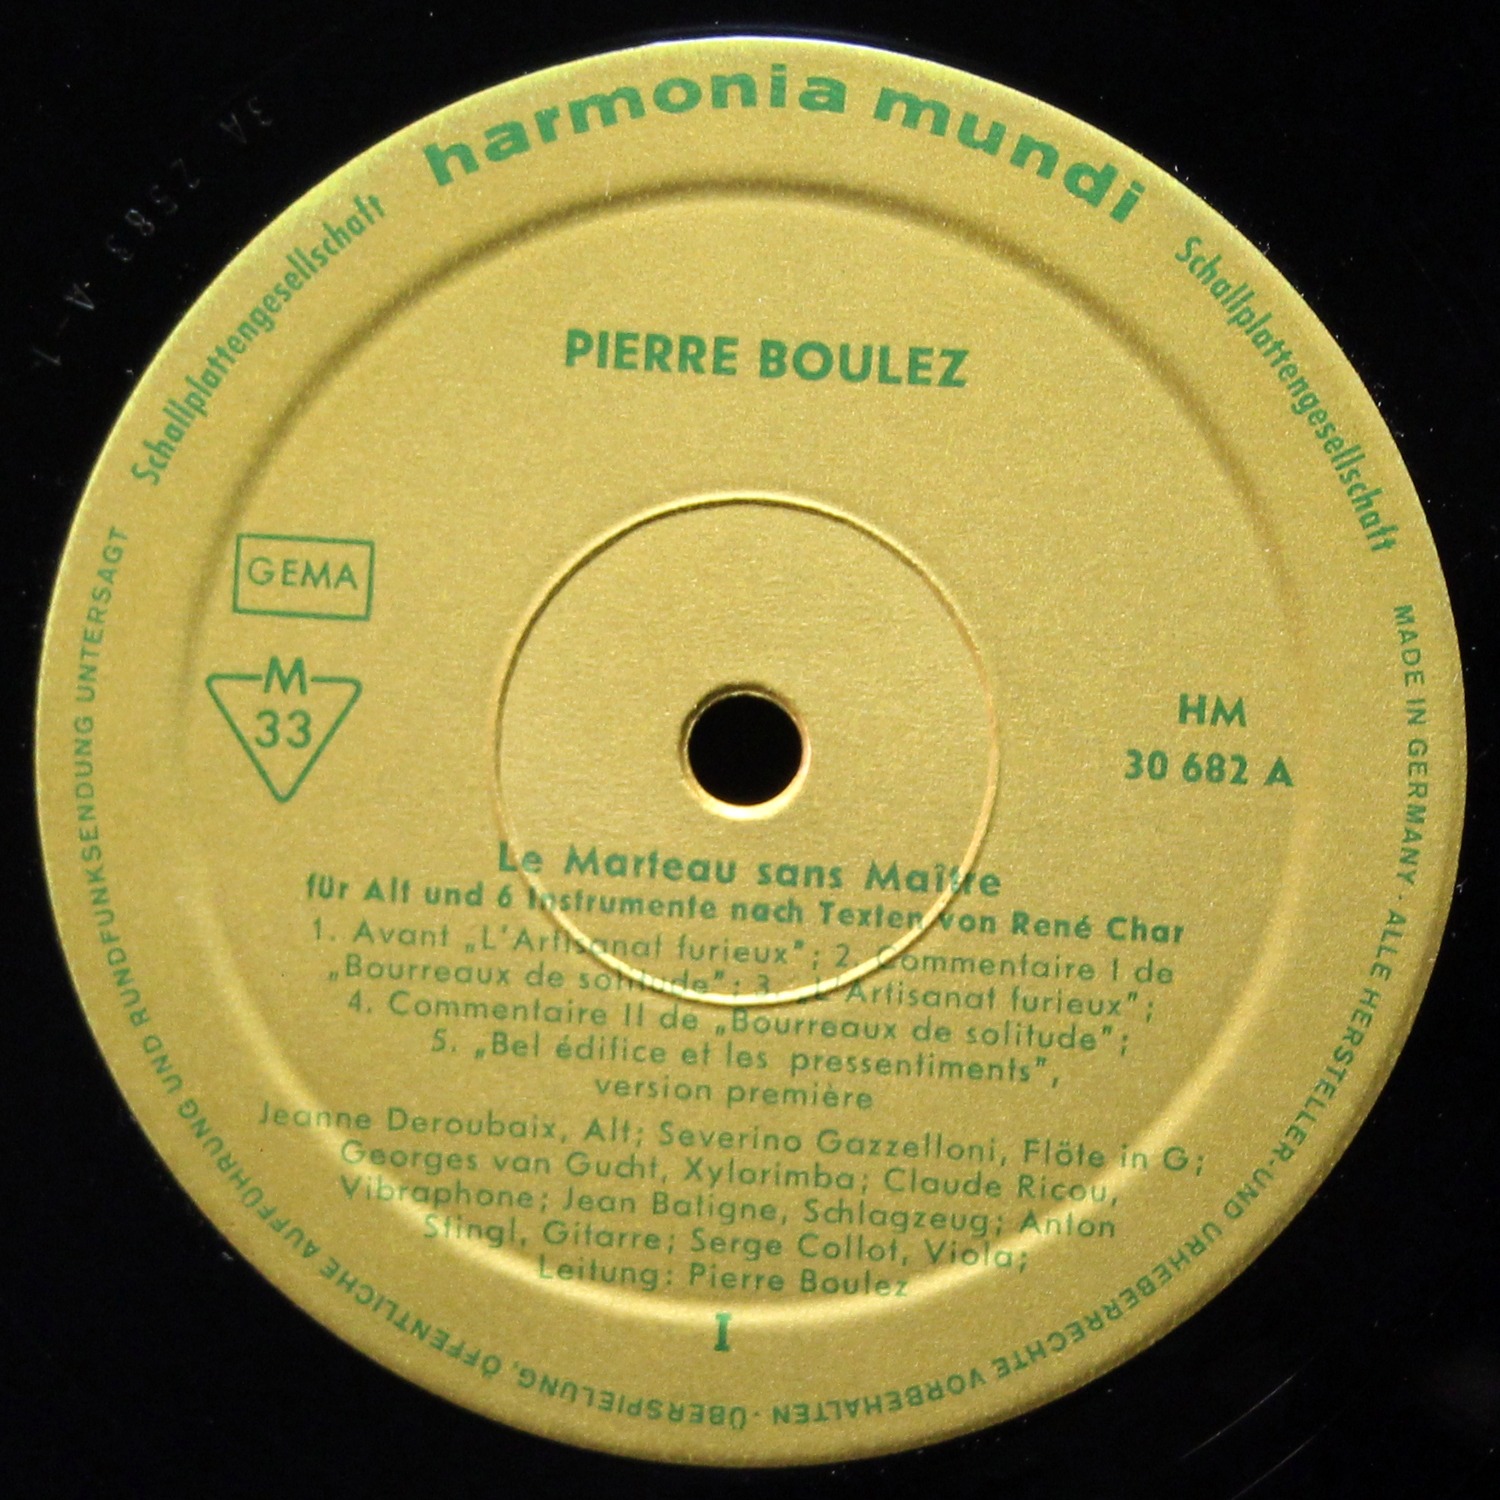 harmonia mundi
Schallplattengesellschaft
Schallplattengesellschaft
PIERRE BOULEZ
GEMA
M
33
HM
30 682 A
Le Marteau sans Maître
für Alt und 6 Instrumente nach Texten von René Char
1. Avant „L'Artisanat furieux"; 2. Commentaire I de
„Bourreaux de solitude"; 3. „L'Artisanat furieux";
4. Commentaire II de „Bourreaux de solitude";
5. „Bel édifice et les pressentiments",
version première
Jeanne Deroubaix, Alt; Severino Gazzelloni, Flöte in G;
Georges van Gucht, Xylorimba; Claude Ricou,
Vibraphone; Jean Batigne, Schlagzeug; Anton
Stingl, Gitarre; Serge Collot, Viola;
Leitung: Pierre Boulez
I
MADE IN GERMANY · ALLE HERSTELLER- UND URHEBERRECHTE VORBEHALTEN · ÜBERSPIELUNG, ÖFFENTLICHE AUFFÜHRUNG UND RUNDFUNKSENDUNG UNTERSAGT